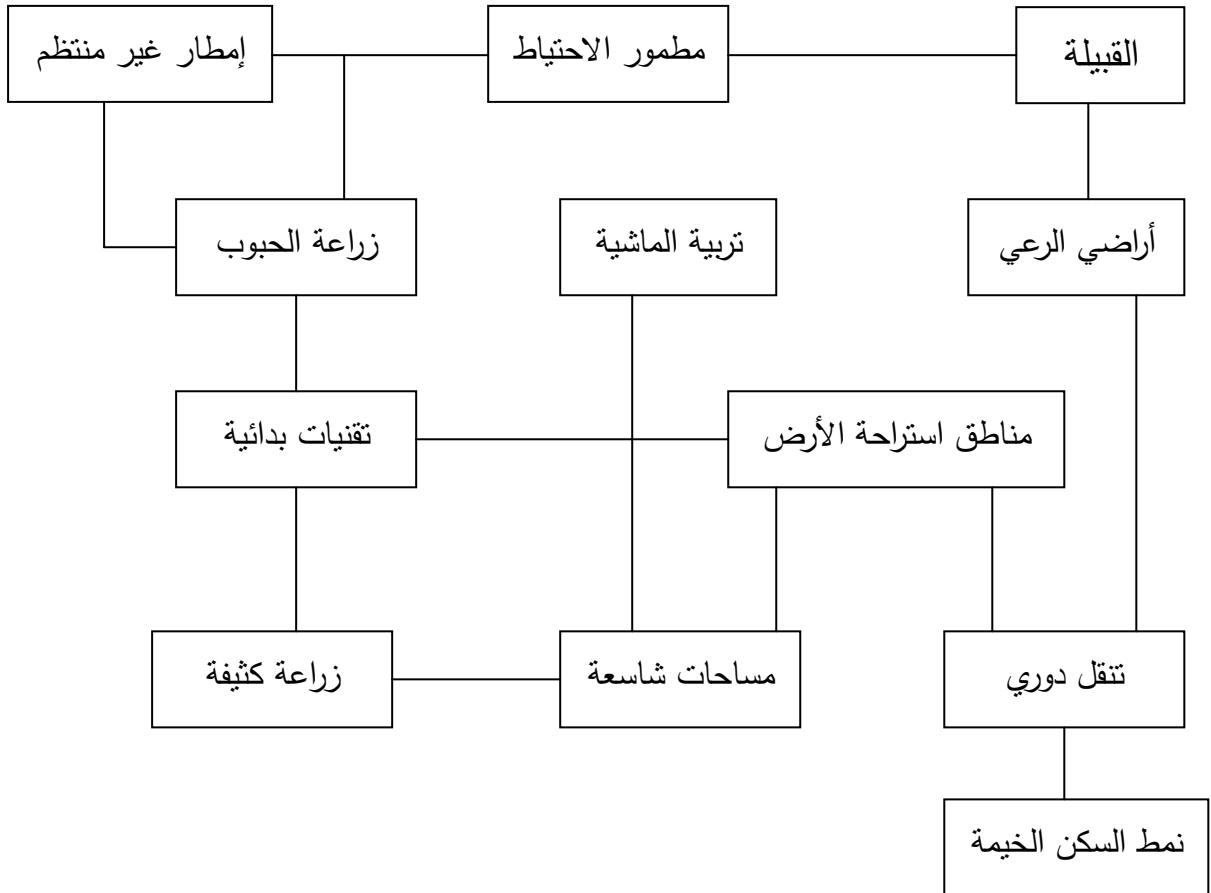 القبيلة
مطمور الاحتياط
إمطار غير منتظم
أراضي الرعي
تربية الماشية
زراعة الحبوب
مناطق استراحة الأرض
تقنيات بدائية
تنقل دوري
مساحات شاسعة
زراعة كثيفة
نمط السكن الخيمة